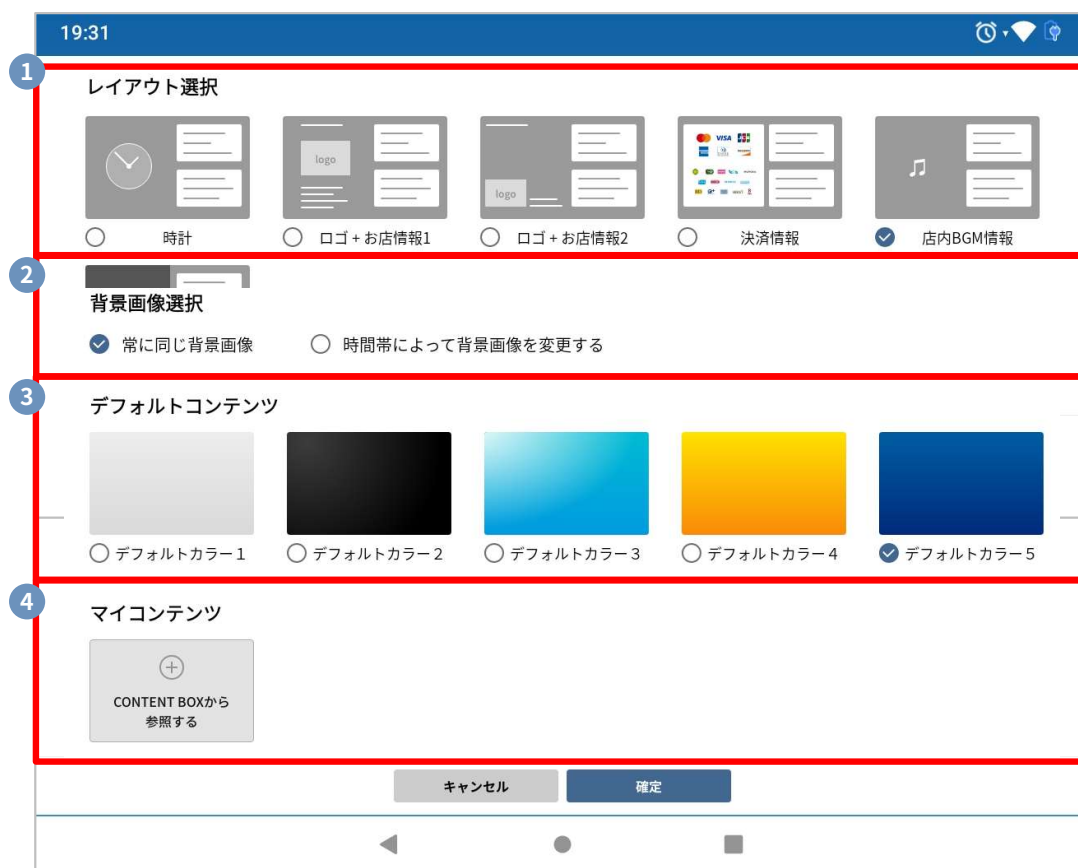 19:31
1
レイアウト選択
logo
logo
VISA
時計
ロゴ + お店情報1
ロゴ + お店情報2
決済情報
店内BGM情報
2
背景画像選択
常に同じ背景画像
時間帯によって背景画像を変更する
3
デフォルトコンテンツ
デフォルトカラー１
デフォルトカラー２
デフォルトカラー３
デフォルトカラー４
デフォルトカラー５
4
マイコンテンツ
CONTENT BOXから
参照する
キャンセル
確定